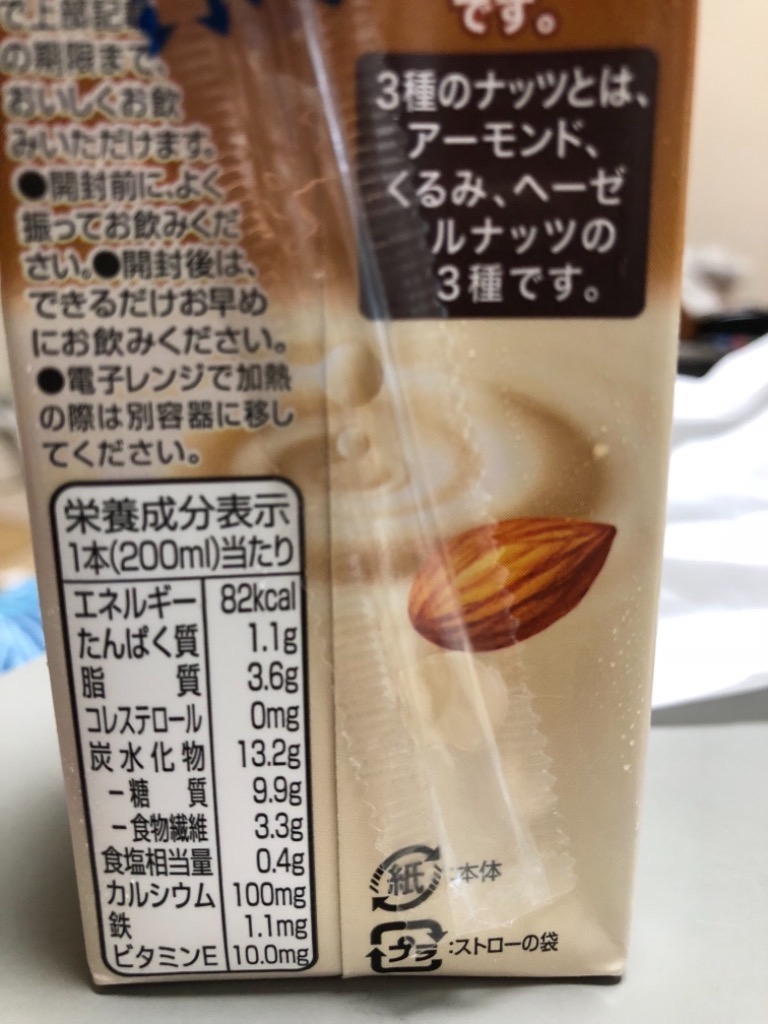 で上部記載
の期限まで、
おいしくお飲
みいただけます。
●開封前に、よく
振ってお飲みくだ
さい。●開封後は、
できるだけお早め
にお飲みください。
●電子レンジで加熱
の際は別容器に移し
てください。
栄養成分表示
1本(200ml)当たり
エネルギー 82kcal
たんぱく質 1.1g
脂質 3.6g
コレステロール 0mg
炭水化物 13.2g
-糖質 9.9g
-食物繊維 3.3g
食塩相当量 0.4g
カルシウム 100mg
鉄 1.1mg
ビタミンE 10.0mg
です。
3種のナッツとは、
アーモンド、
くるみ、ヘーゼ
ルナッツの
3種です。
紙:本体
プラ:ストローの袋